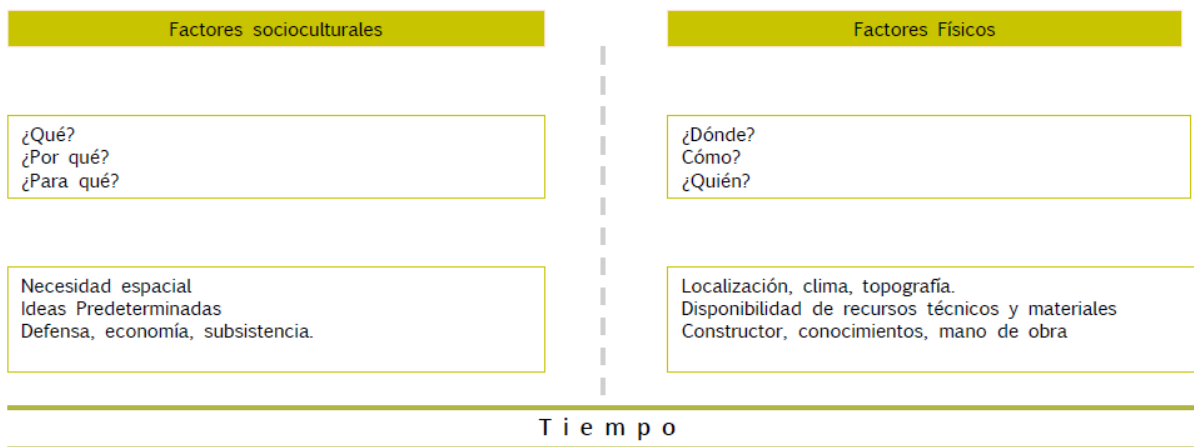 Factores socioculturales
Factores Físicos
¿Qué?
¿Por qué?
¿Para qué?
¿Dónde?
Cómo?
¿Quién?
Necesidad espacial
Ideas Predeterminadas
Defensa, economía, subsistencia.
Localización, clima, topografía.
Disponibilidad de recursos técnicos y materiales
Constructor, conocimientos, mano de obra
Tiempo